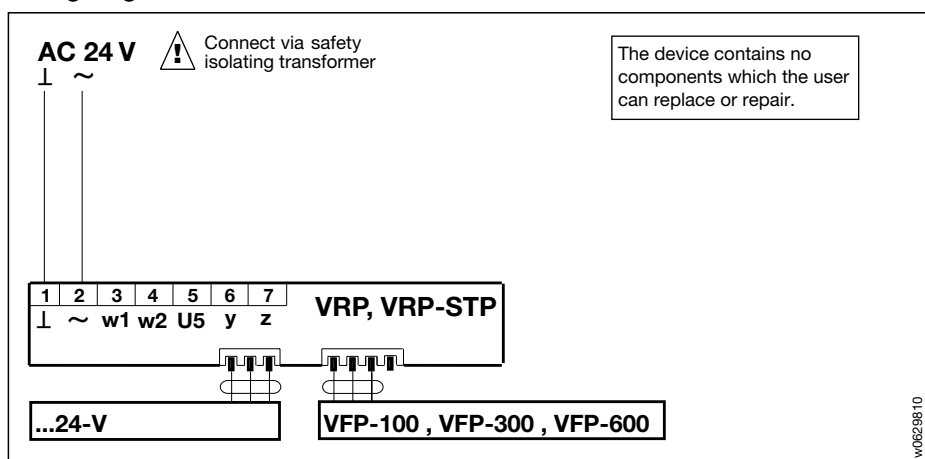 AC 24 V
⊥ ~
Connect via safety
isolating transformer
The device contains no
components which the user
can replace or repair.
1 2 3 4 5 6 7
⊥ ~ w1 w2 U5 y z
VRP, VRP-STP
...24-V
VFP-100 , VFP-300 , VFP-600
w0629810